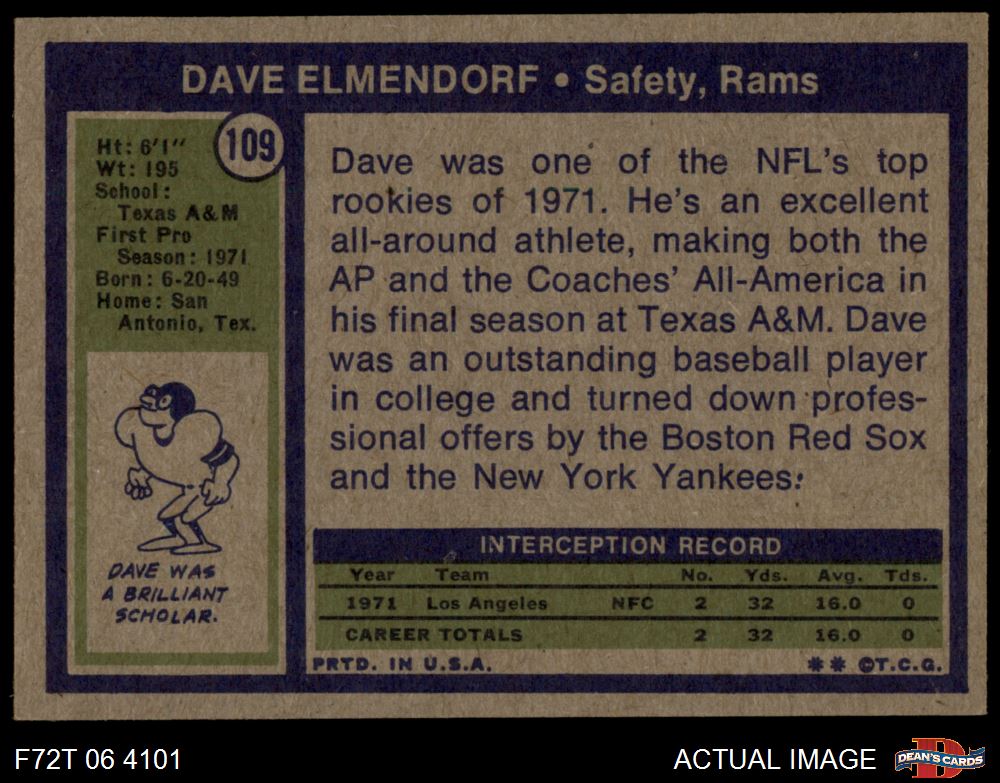 DAVE ELMENDORF • Safety, Rams
109
Ht: 6'1"
Wt: 195
School:
Texas A&M
First Pro
Season: 1971
Born: 6-20-49
Home: San
Antonio, Tex.
DAVE WAS
A BRILLIANT
SCHOLAR.
Dave was one of the NFL's top
rookies of 1971. He's an excellent
all-around athlete, making both the
AP and the Coaches' All-America in
his final season at Texas A&M. Dave
was an outstanding baseball player
in college and turned down profes-
sional offers by the Boston Red Sox
and the New York Yankees.
INTERCEPTION RECORD
Year Team No. Yds. Avg. Tds.
1971 Los Angeles NFC 2 32 16.0 0
CAREER TOTALS 2 32 16.0 0
PRTD. IN U.S.A. ** ©T.C.G.
F72T 06 4101 ACTUAL IMAGE
D
DEAN'S CARDS